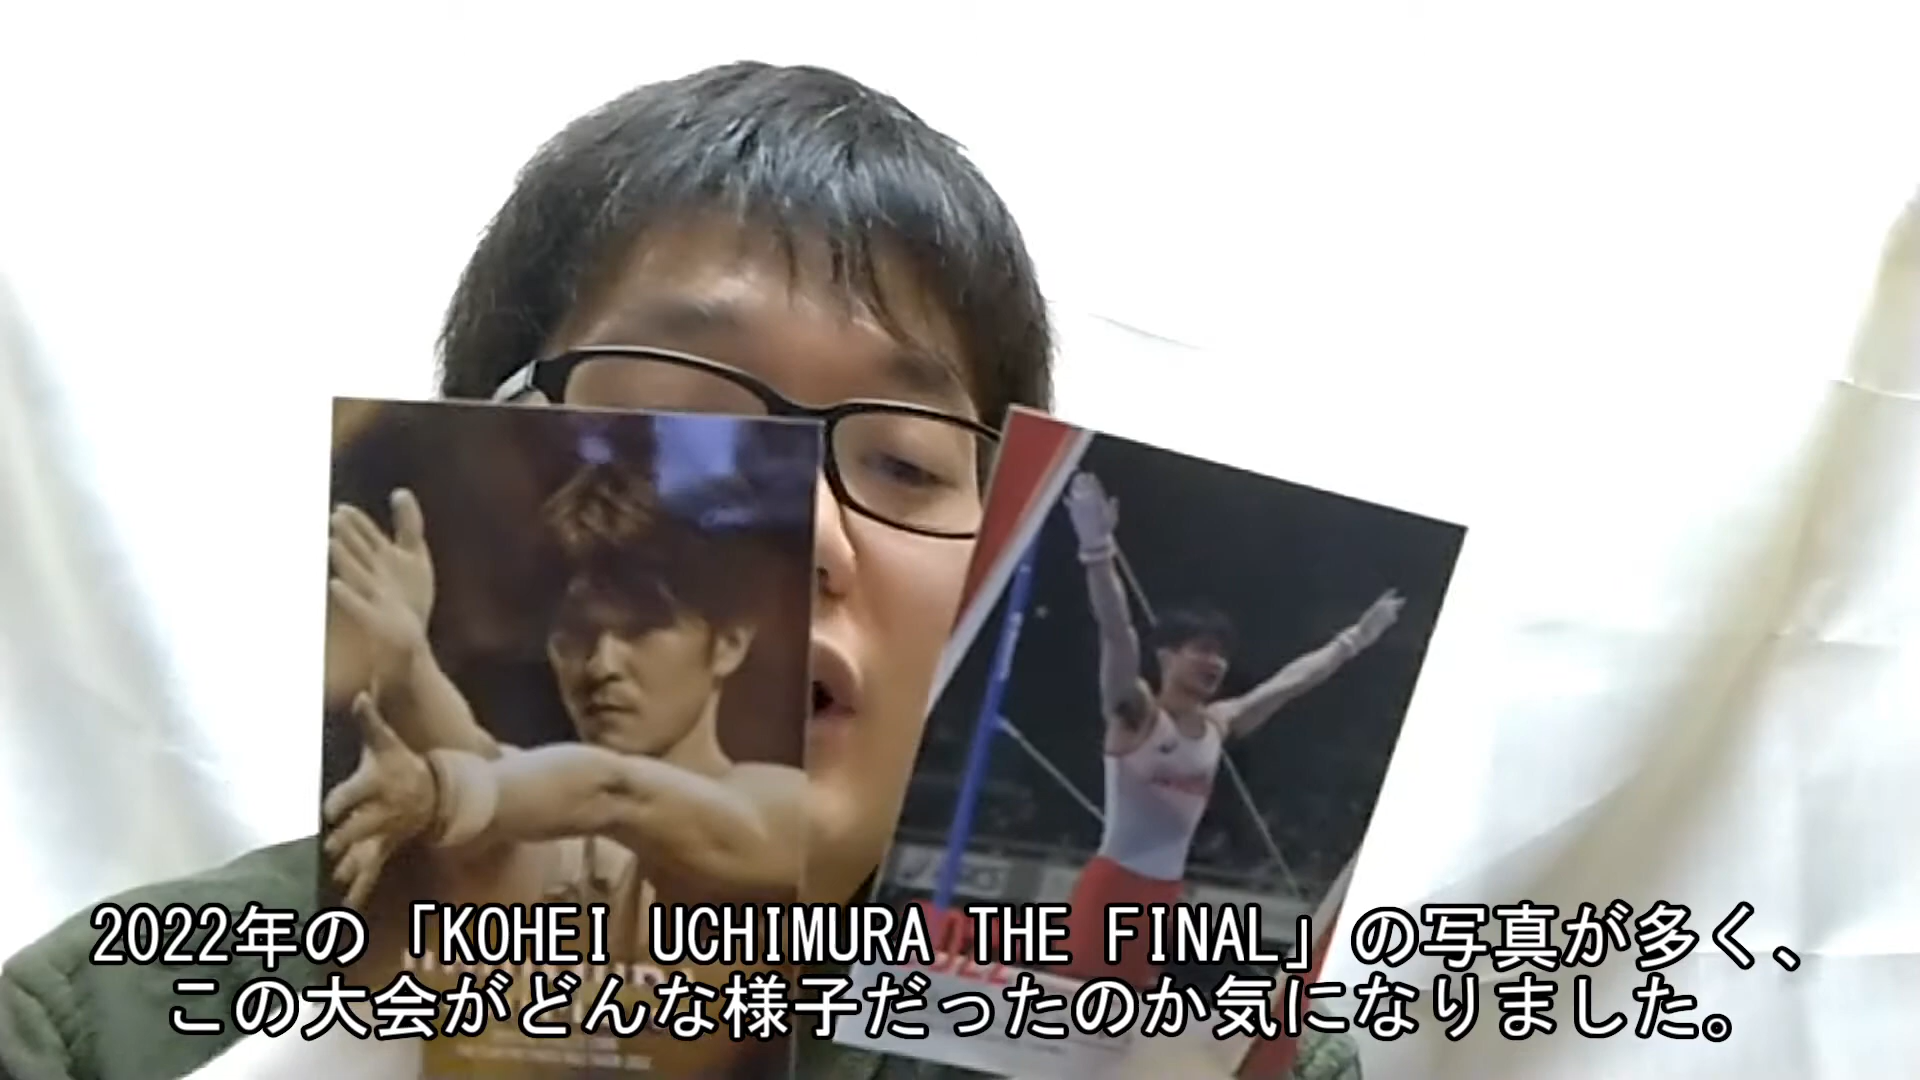 2022年の「KOHEI UCHIMURA THE FINAL」の写真が多く、
この大会がどんな様子だったのか気になりました。